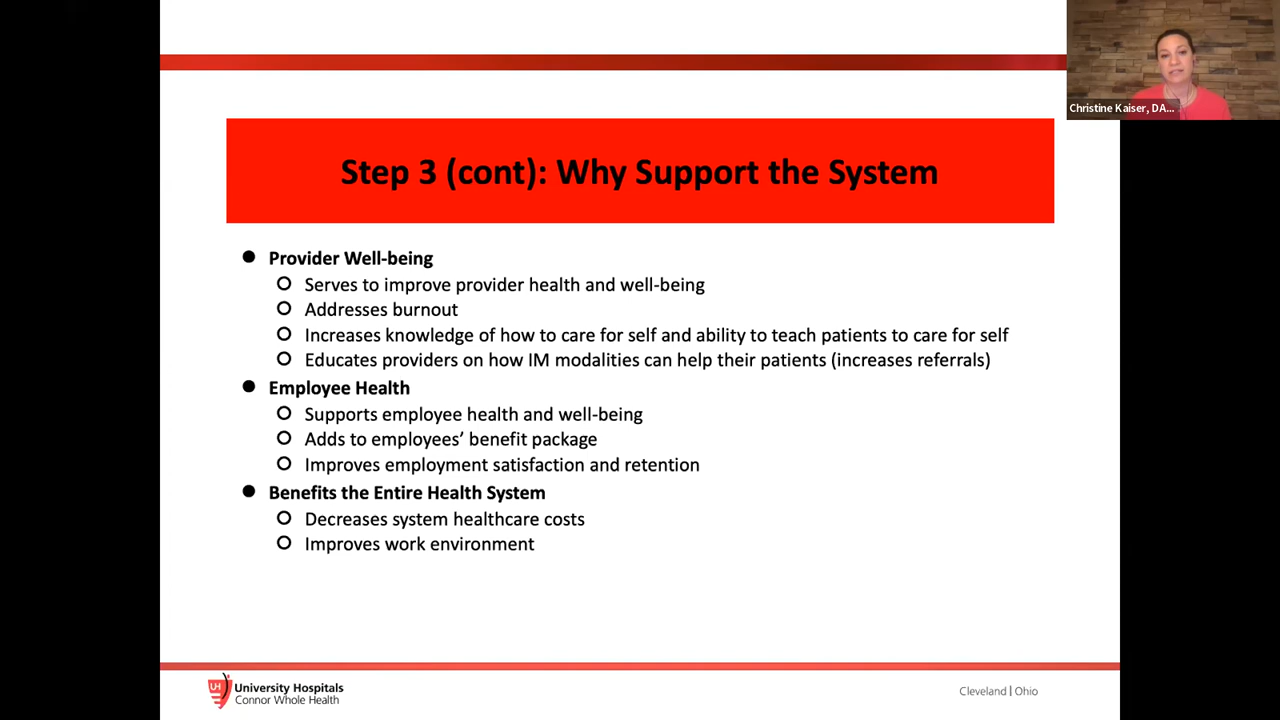 Christine Kaiser, DA...
Step 3 (cont): Why Support the System
● Provider Well-being
○ Serves to improve provider health and well-being
○ Addresses burnout
○ Increases knowledge of how to care for self and ability to teach patients to care for self
○ Educates providers on how IM modalities can help their patients (increases referrals)
● Employee Health
○ Supports employee health and well-being
○ Adds to employees’ benefit package
○ Improves employment satisfaction and retention
● Benefits the Entire Health System
○ Decreases system healthcare costs
○ Improves work environment
UH
University Hospitals
Connor Whole Health
Cleveland | Ohio